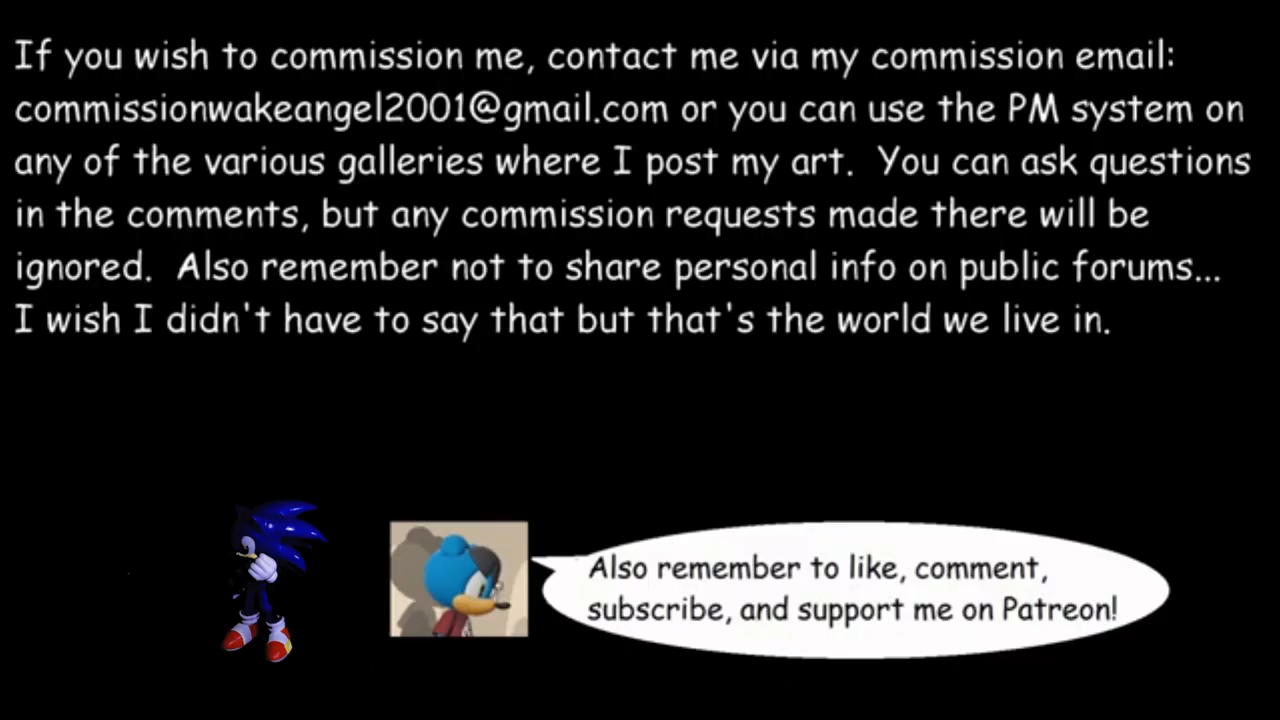 If you wish to commission me, contact me via my commission email:
commissionwakeangel2001@gmail.com or you can use the PM system on
any of the various galleries where I post my art.  You can ask questions
in the comments, but any commission requests made there will be
ignored.  Also remember not to share personal info on public forums...
I wish I didn't have to say that but that's the world we live in.
Also remember to like, comment,
subscribe, and support me on Patreon!